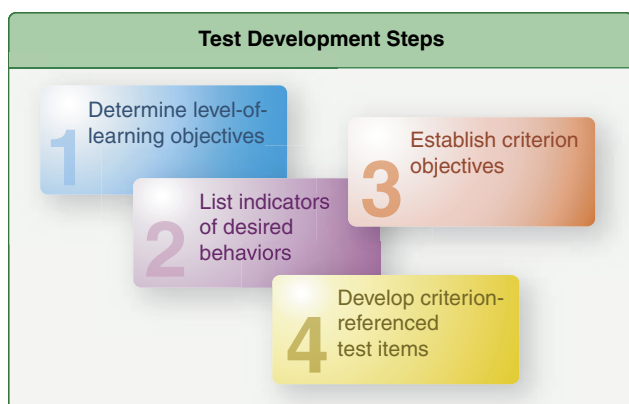 Test Development Steps
1
Determine level-of-
learning objectives
2
List indicators
of desired
behaviors
3
Establish criterion
objectives
4
Develop criterion-
referenced
test items